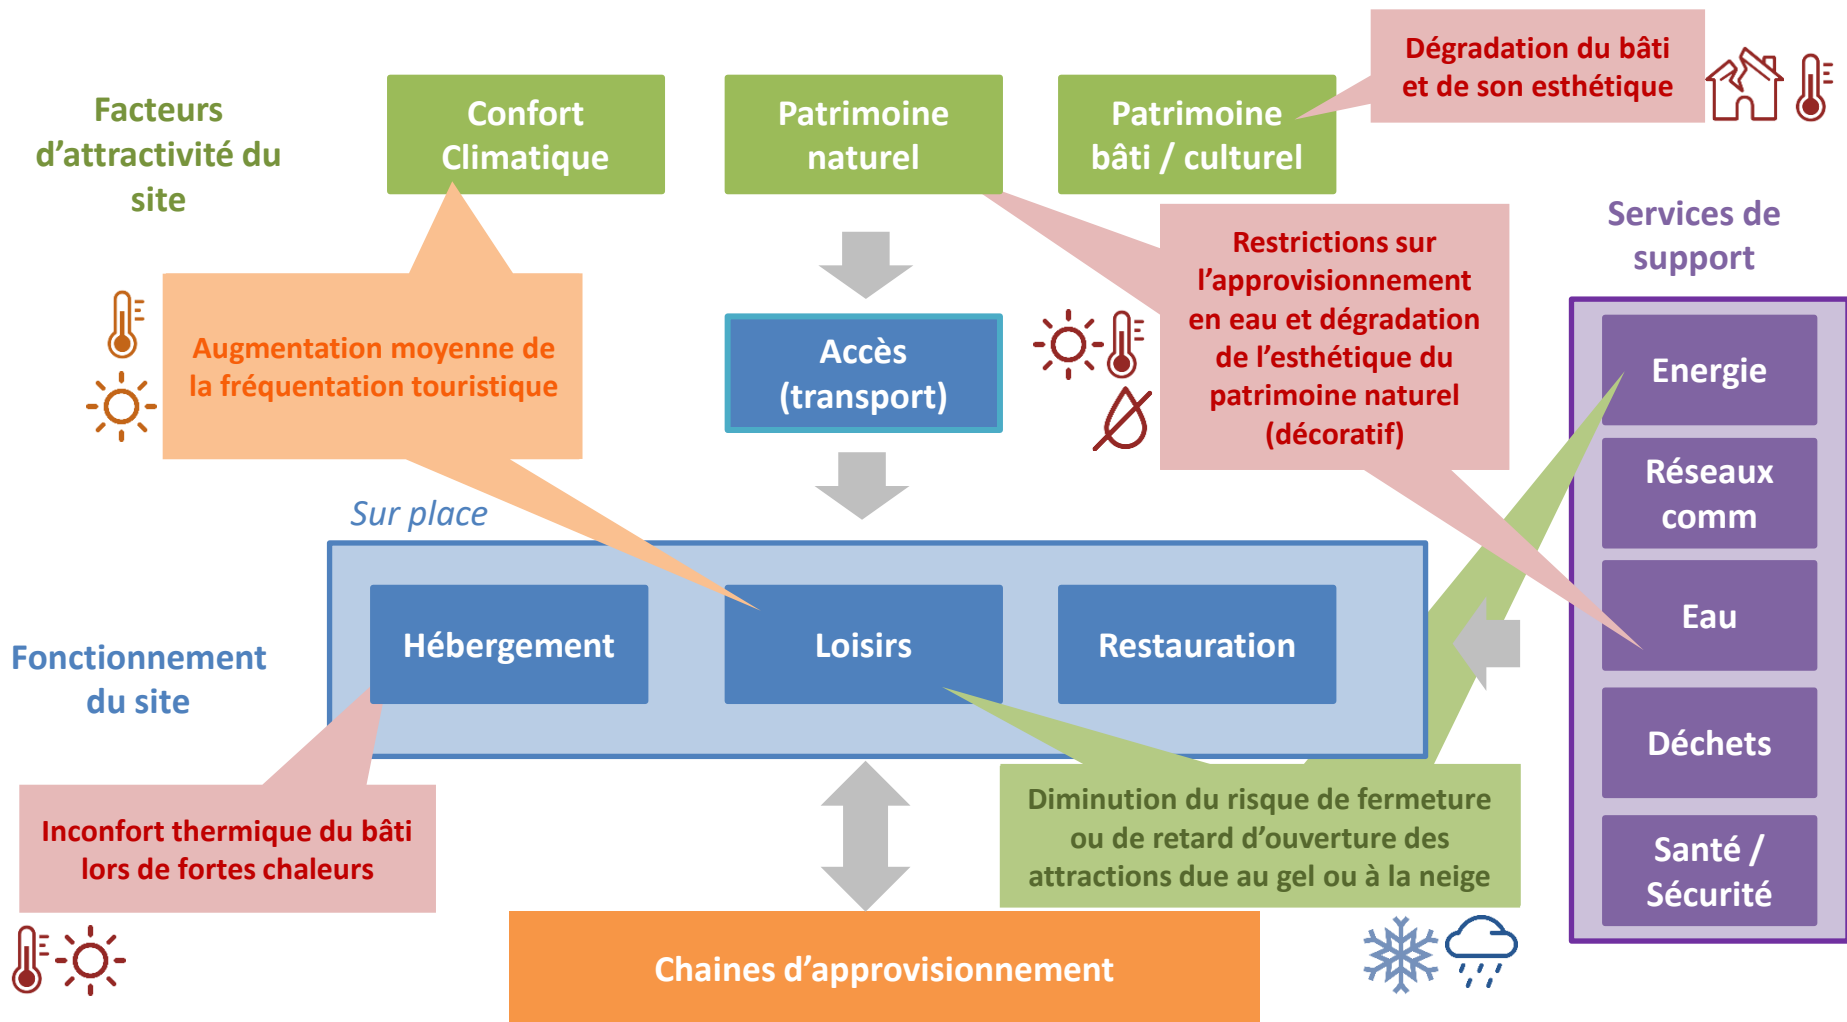 Dégradation du bâti
et de son esthétique
Facteurs
d'attractivité du
site
Confort
Climatique
Patrimoine
naturel
Patrimoine
bâti / culturel
Services de
support
Restrictions sur
l'approvisionnement
en eau et dégradation
de l'esthétique du
patrimoine naturel
(décoratif)
Augmentation moyenne de
la fréquentation touristique
Accès
(transport)
Energie
Réseaux
comm
Eau
Déchets
Santé /
Sécurité
Sur place
Fonctionnement
du site
Hébergement
Loisirs
Restauration
Inconfort thermique du bâti
lors de fortes chaleurs
Diminution du risque de fermeture
ou de retard d'ouverture des
attractions due au gel ou à la neige
Chaines d'approvisionnement